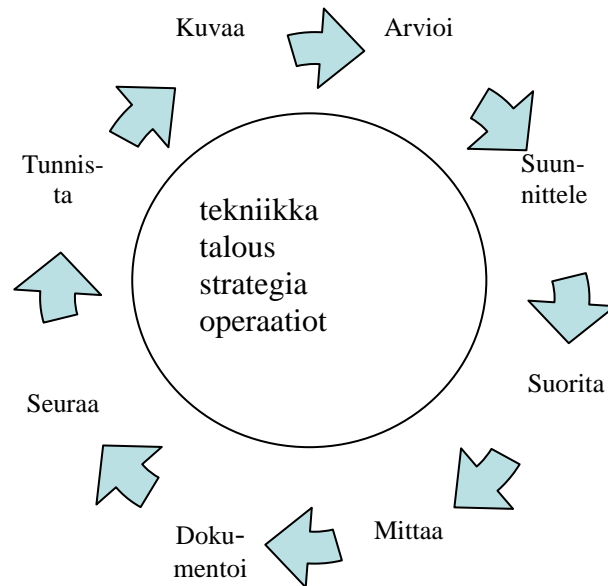 Kuvaa
Arvioi
Suun-
nittele
Suorita
Mittaa
Doku-
mentoi
Seuraa
Tunnis-
ta
tekniikka
talous
strategia
operaatiot